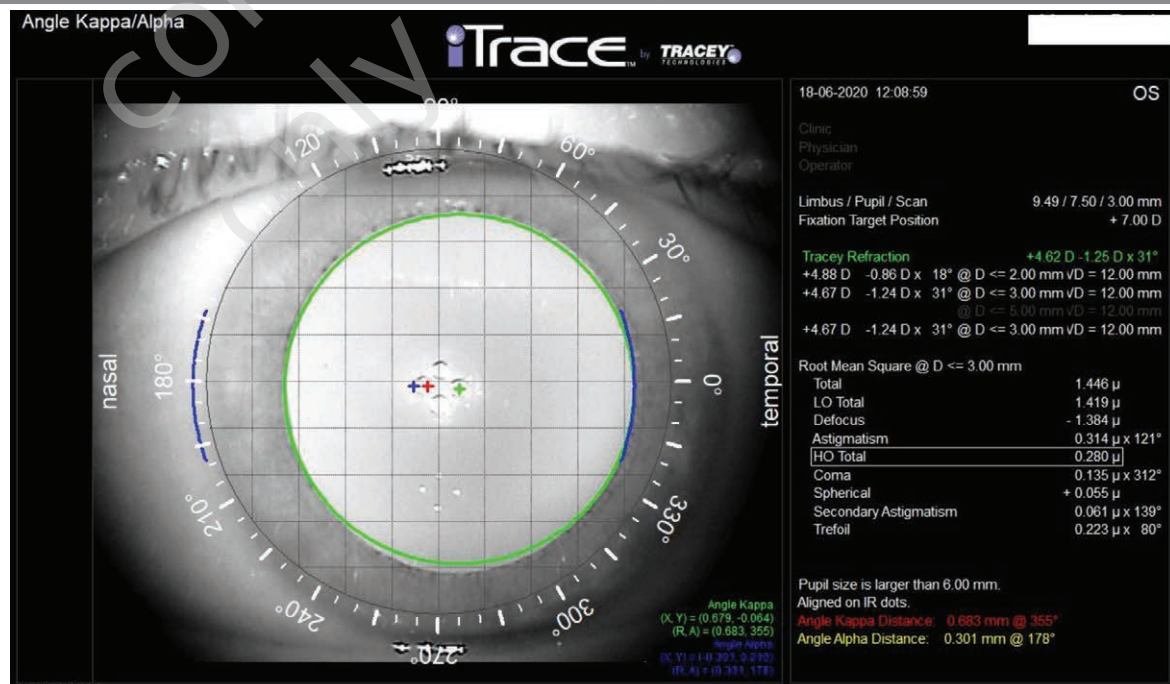 Angle Kappa/Alpha
iTrace™ by TRACEY
TECHNOLOGIES
18-06-2020 12:08:59 OS
Clinic
Physician
Operator
Limbus / Pupil / Scan 9.49 / 7.50 / 3.00 mm
Fixation Target Position + 7.00 D
Tracey Refraction +4.62 D -1.25 D x 31°
+4.88 D -0.86 D x 18° @ D <= 2.00 mm VD = 12.00 mm
+4.67 D -1.24 D x 31° @ D <= 3.00 mm VD = 12.00 mm
@ D <= 5.00 mm VD = 12.00 mm
+4.67 D -1.24 D x 31° @ D <= 3.00 mm VD = 12.00 mm
Root Mean Square @ D <= 3.00 mm
Total 1.446 µ
LO Total 1.419 µ
Defocus - 1.384 µ
Astigmatism 0.314 µ x 121°
HO Total 0.280 µ
Coma 0.135 µ x 312°
Spherical + 0.055 µ
Secondary Astigmatism 0.061 µ x 139°
Trefoil 0.223 µ x 80°
Pupil size is larger than 6.00 mm.
Aligned on IR dots.
Angle Kappa Distance: 0.683 mm @ 355°
Angle Alpha Distance: 0.301 mm @ 178°
90°
120°
60°
30°
nasal
180°
0°
temporal
210°
330°
240°
300°
270°
Angle Kappa
(X, Y) = (0.679, -0.064)
(R, A) = (0.683, 355)
Angle Alpha
(R, A) = (0.301, 178)
only